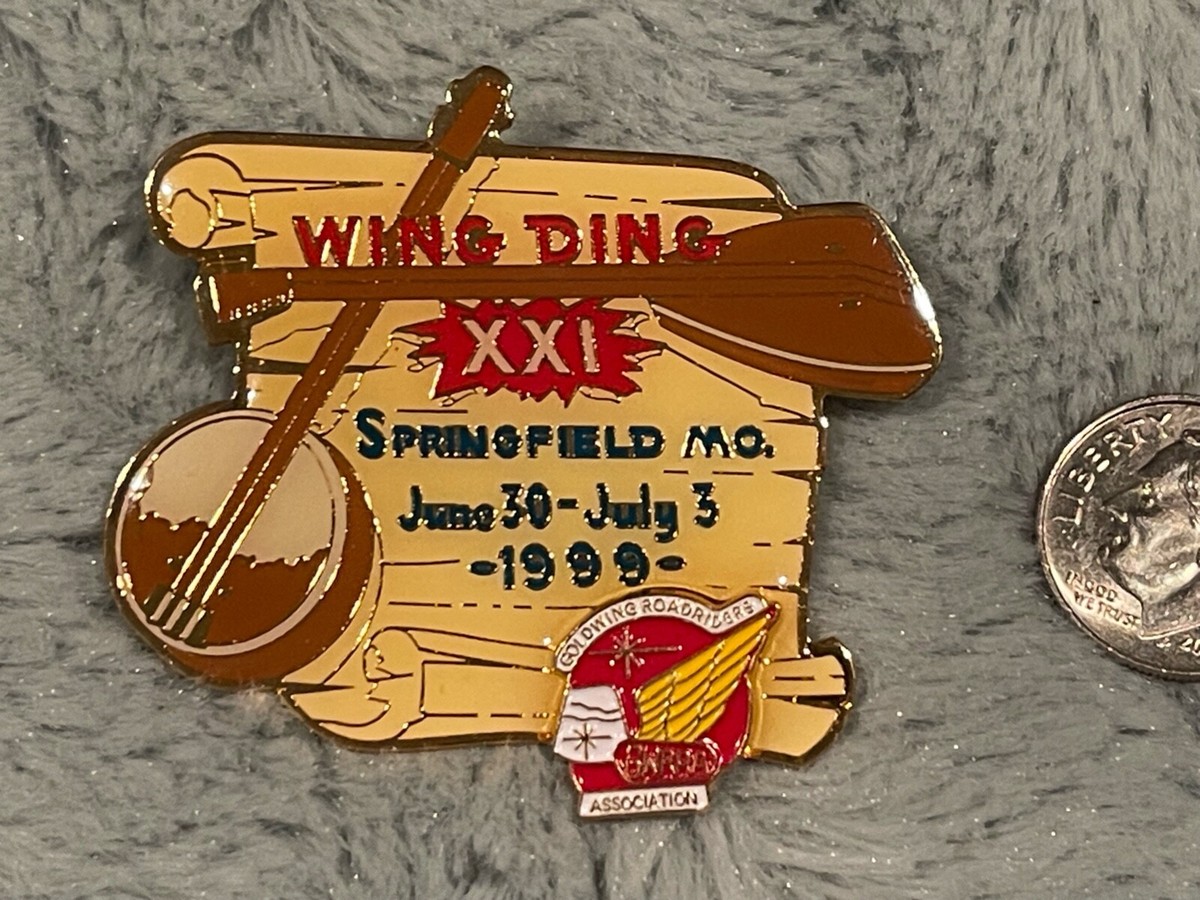 WING DING
XXI
SPRINGFIELD MO.
June 30 - July 3
-1999-
GOLDWING ROADRIDERS
GWRRA
ASSOCIATION
LIBERTY
IN GOD
WE TRUST